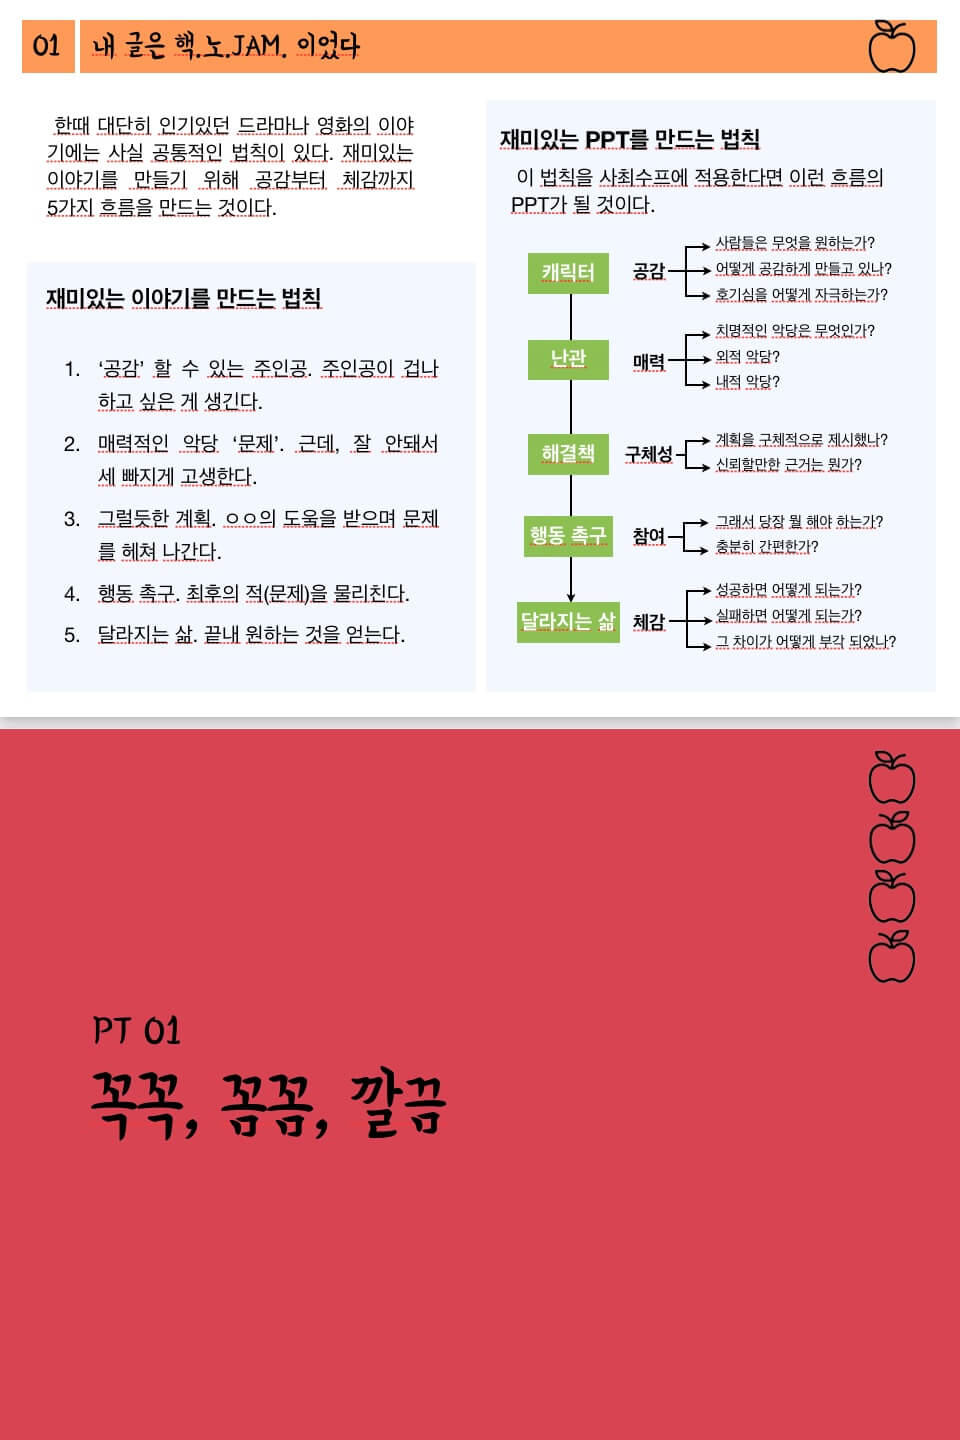 01 내 글은 핵.노.JAM. 이었다
한때 대단히 인기있던 드라마나 영화의 이야
기에는 사실 공통적인 법칙이 있다. 재미있는
이야기를 만들기 위해 공감부터 체감까지
5가지 흐름을 만드는 것이다.
재미있는 이야기를 만드는 법칙
1. ‘공감’ 할 수 있는 주인공. 주인공이 겁나
하고 싶은 게 생긴다.
2. 매력적인 악당 ‘문제’. 근데, 잘 안돼서
세 빠지게 고생한다.
3. 그럴듯한 계획. ㅇㅇ의 도움을 받으며 문제
를 헤쳐 나간다.
4. 행동 촉구. 최후의 적(문제)을 물리친다.
5. 달라지는 삶. 끝내 원하는 것을 얻는다.
재미있는 PPT를 만드는 법칙
이 법칙을 사최수프에 적용한다면 이런 흐름의
PPT가 될 것이다.
캐릭터
공감
사람들은 무엇을 원하는가?
어떻게 공감하게 만들고 있나?
호기심을 어떻게 자극하는가?
난관
매력
치명적인 악당은 무엇인가?
외적 악당?
내적 악당?
해결책
구체성
계획을 구체적으로 제시했나?
신뢰할만한 근거는 뭔가?
행동 촉구
참여
그래서 당장 뭘 해야 하는가?
충분히 간편한가?
달라지는 삶
체감
성공하면 어떻게 되는가?
실패하면 어떻게 되는가?
그 차이가 어떻게 부각 되었나?
PT 01
꼭꼭, 꼼꼼, 깔끔